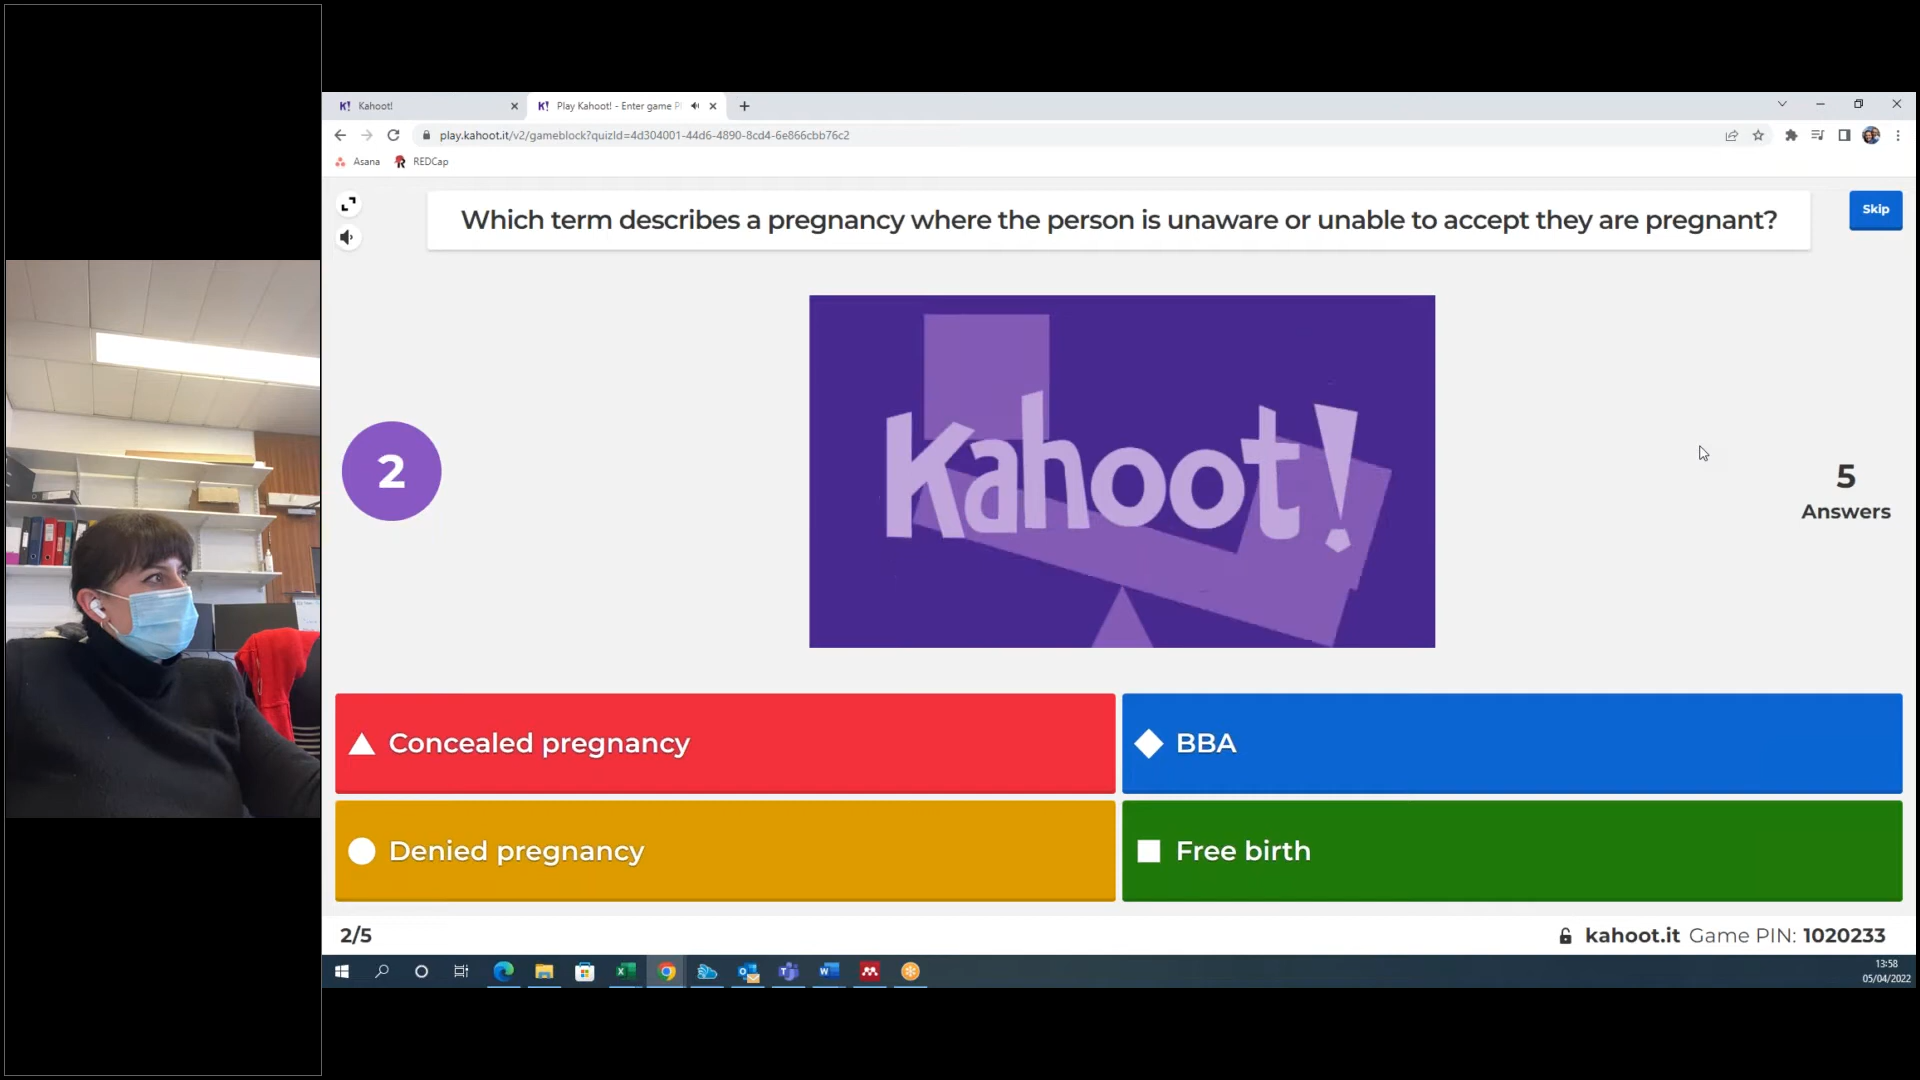 Kahoot!
Play Kahoot! - Enter game P
play.kahoot.it/v2/gameblock?quizId=4d304001-44d6-4890-8cd4-6e866cbb76c2
Asana
REDCap
Which term describes a pregnancy where the person is unaware or unable to accept they are pregnant?
Skip
2
Kahoot!
5
Answers
Concealed pregnancy
BBA
Denied pregnancy
Free birth
2/5
kahoot.it Game PIN: 1020233
13:58
05/04/2022